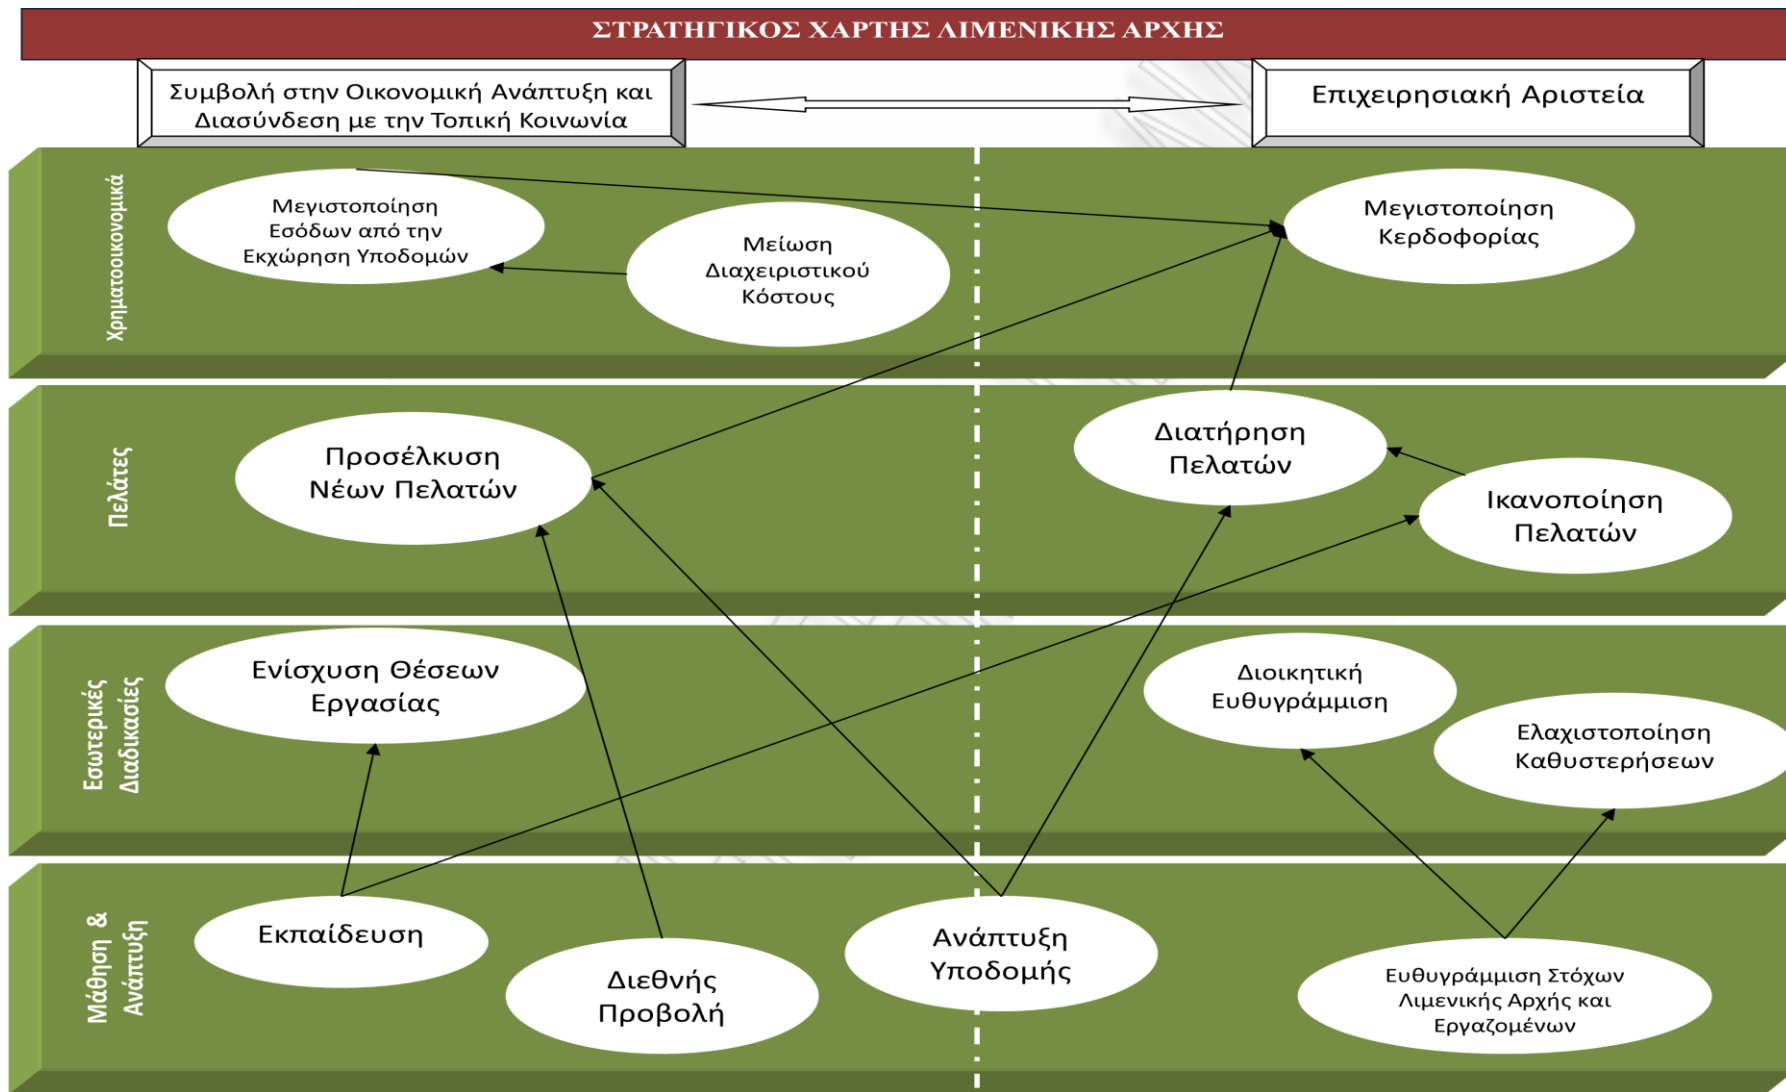 ΣΤΡΑΤΗΓΙΚΟΣ ΧΑΡΤΗΣ ΛΙΜΕΝΙΚΗΣ ΑΡΧΗΣ
Συμβολή στην Οικονομική Ανάπτυξη και
Διασύνδεση με την Τοπική Κοινωνία
Επιχειρησιακή Αριστεία
Χρηματοοικονομικά
Μεγιστοποίηση
Εσόδων από την
Εκχώρηση Υποδομών
Μείωση
Διαχειριστικού
Κόστους
Μεγιστοποίηση
Κερδοφορίας
Πελάτες
Προσέλκυση
Νέων Πελατών
Διατήρηση
Πελατών
Ικανοποίηση
Πελατών
Εσωτερικές
Διαδικασίες
Ενίσχυση Θέσεων
Εργασίας
Διοικητική
Ευθυγράμμιση
Ελαχιστοποίηση
Καθυστερήσεων
Μάθηση &
Ανάπτυξη
Εκπαίδευση
Διεθνής
Προβολή
Ανάπτυξη
Υποδομής
Ευθυγράμμιση Στόχων
Λιμενικής Αρχής και
Εργαζομένων